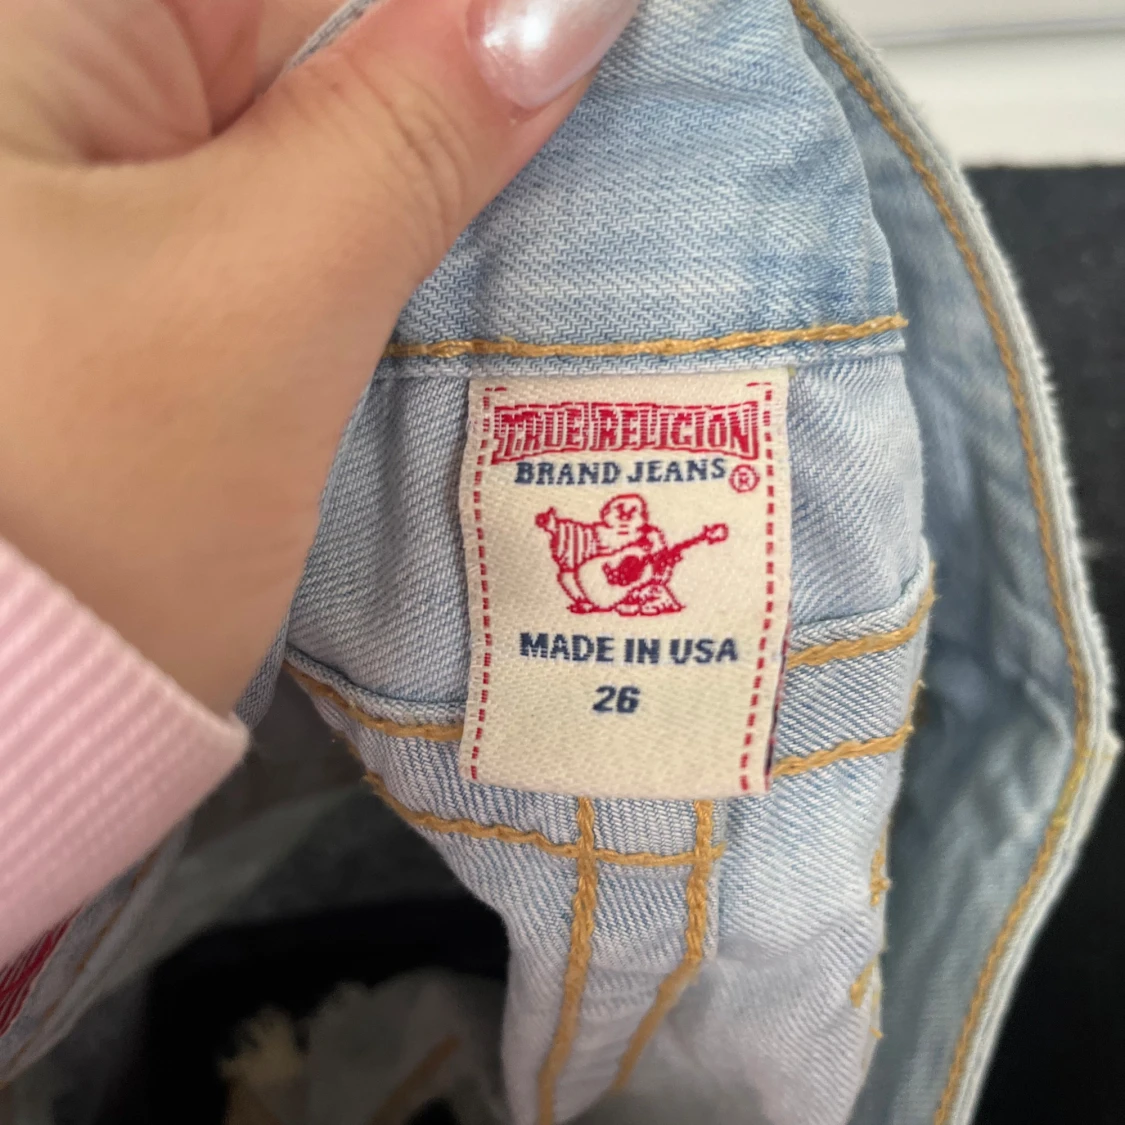 TRUE RELIGION
BRAND JEANS®
MADE IN USA
26